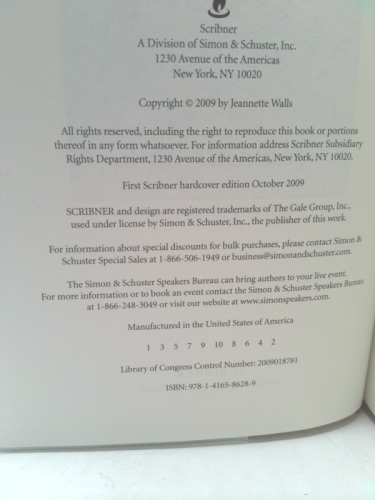 Scribner
A Division of Simon & Schuster, Inc.
1230 Avenue of the Americas
New York, NY 10020
Copyright © 2009 by Jeannette Walls
All rights reserved, including the right to reproduce this book or portions
thereof in any form whatsoever. For information address Scribner Subsidiary
Rights Department, 1230 Avenue of the Americas, New York, NY 10020.
First Scribner hardcover edition October 2009
SCRIBNER and design are registered trademarks of The Gale Group, Inc.,
used under license by Simon & Schuster, Inc., the publisher of this work.
For information about special discounts for bulk purchases, please contact Simon &
Schuster Special Sales at 1-866-506-1949 or business@simonandschuster.com.
The Simon & Schuster Speakers Bureau can bring authors to your live event.
For more information or to book an event contact the Simon & Schuster Speakers Bureau
at 1-866-248-3049 or visit our website at www.simonspeakers.com.
Manufactured in the United States of America
1 3 5 7 9 10 8 6 4 2
Library of Congress Control Number: 2009018781
ISBN: 978-1-4165-8628-9